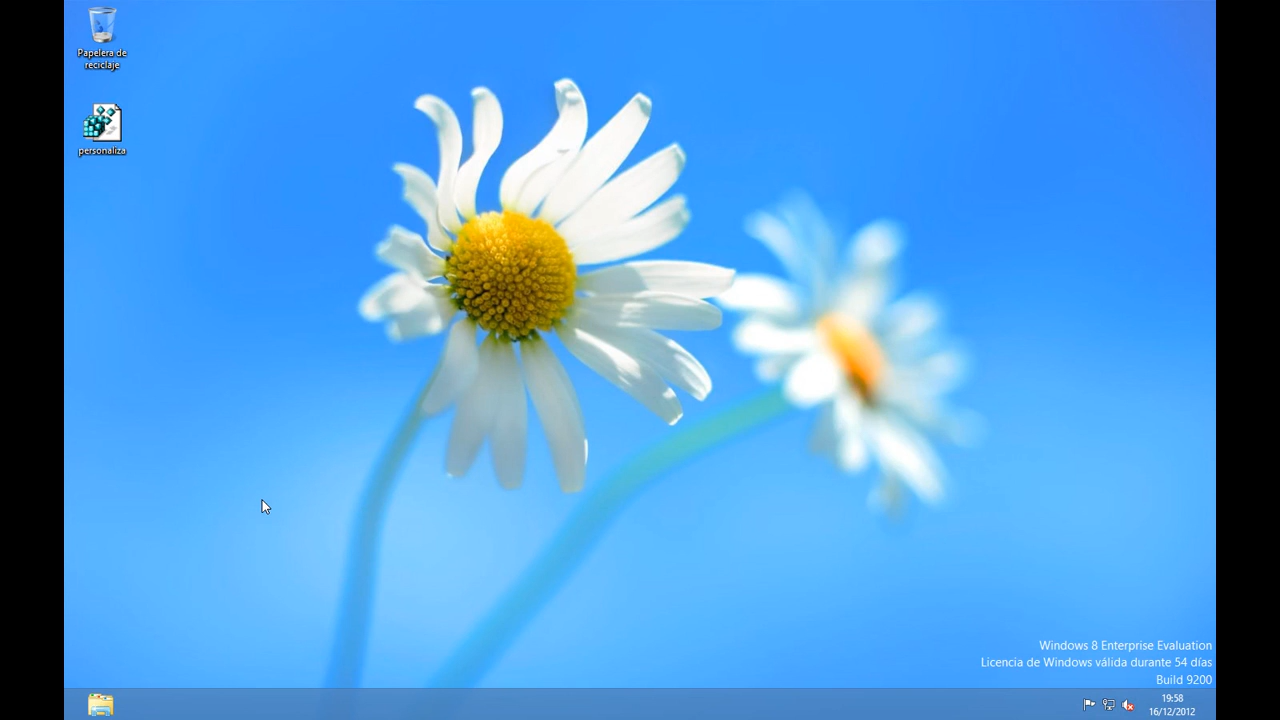 Papelera de
reciclaje
personaliza
Windows 8 Enterprise Evaluation
Licencia de Windows válida durante 54 días
Build 9200
19:58
16/12/2012